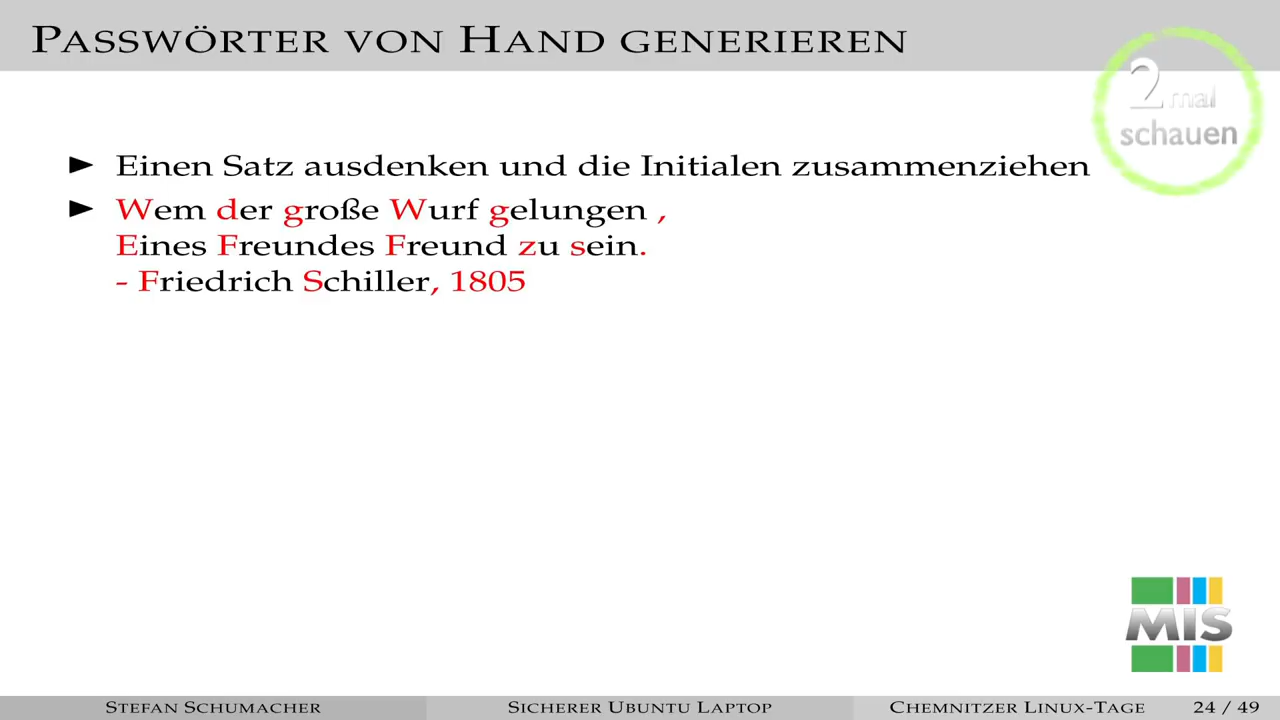 PASSWÖRTER VON HAND GENERIEREN
2 mal
schauen
► Einen Satz ausdenken und die Initialen zusammenziehen
► Wem der große Wurf gelungen ,
Eines Freundes Freund zu sein.
- Friedrich Schiller, 1805
MIS
STEFAN SCHUMACHER SICHERER UBUNTU LAPTOP CHEMNITZER LINUX-TAGE 24 / 49